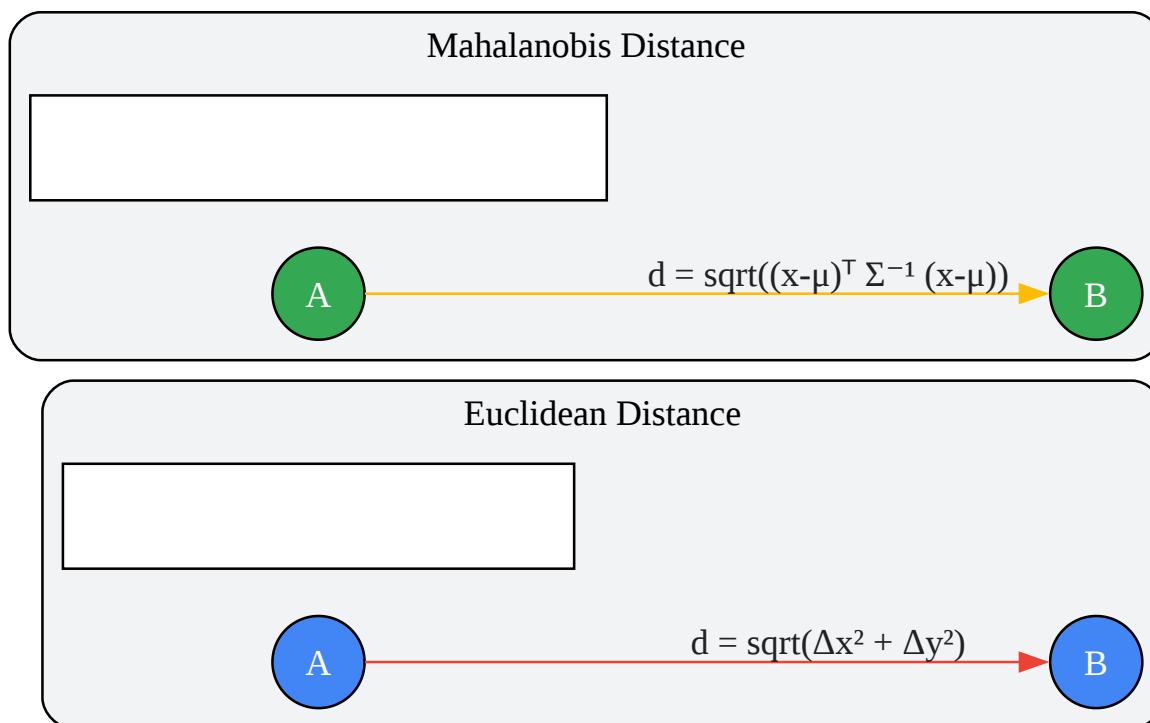 Mahalanobis Distance
d = sqrt((x-μ)ᵀ Σ⁻¹ (x-μ))
A
B
Euclidean Distance
d = sqrt(Δx² + Δy²)
A
B